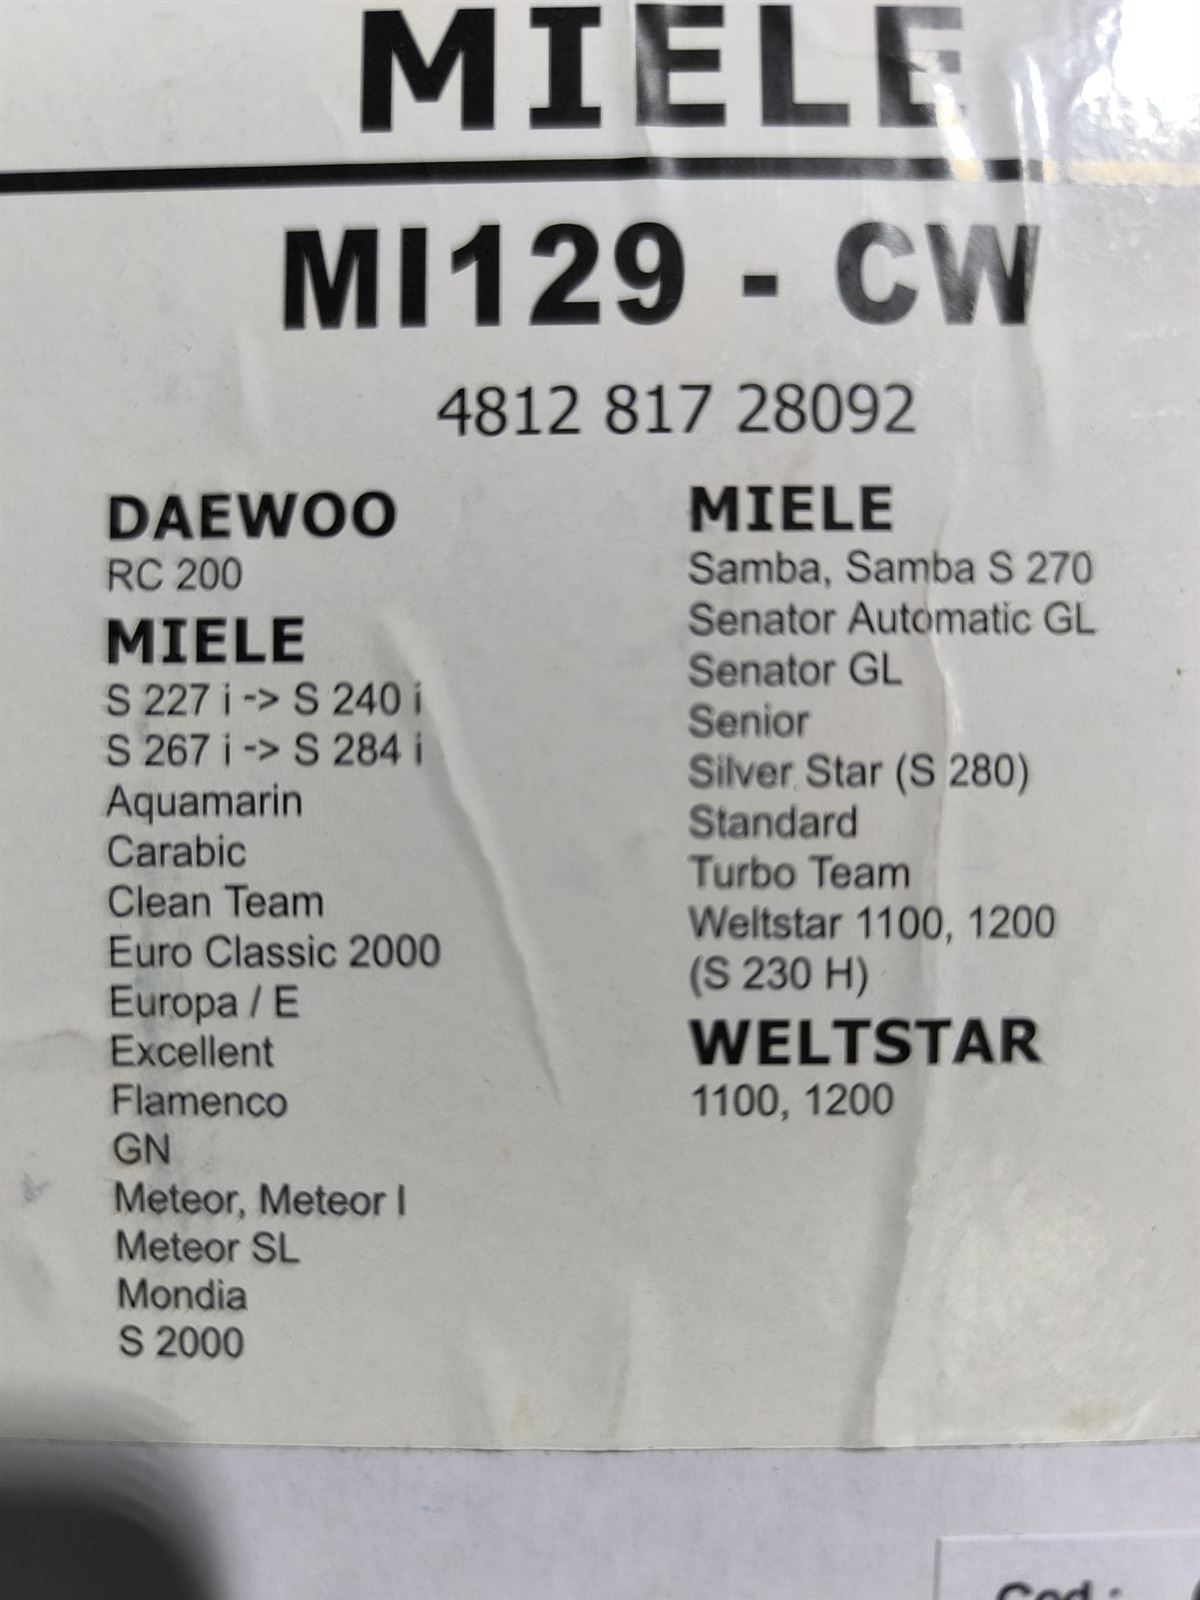 MIELE
MI129 - CW
4812 817 28092
DAEWOO
RC 200
MIELE
S 227 i -> S 240 i
S 267 i -> S 284 i
Aquamarin
Carabic
Clean Team
Euro Classic 2000
Europa / E
Excellent
Flamenco
GN
Meteor, Meteor I
Meteor SL
Mondia
S 2000
MIELE
Samba, Samba S 270
Senator Automatic GL
Senator GL
Senior
Silver Star (S 280)
Standard
Turbo Team
Weltstar 1100, 1200
(S 230 H)
WELTSTAR
1100, 1200
Cod.: